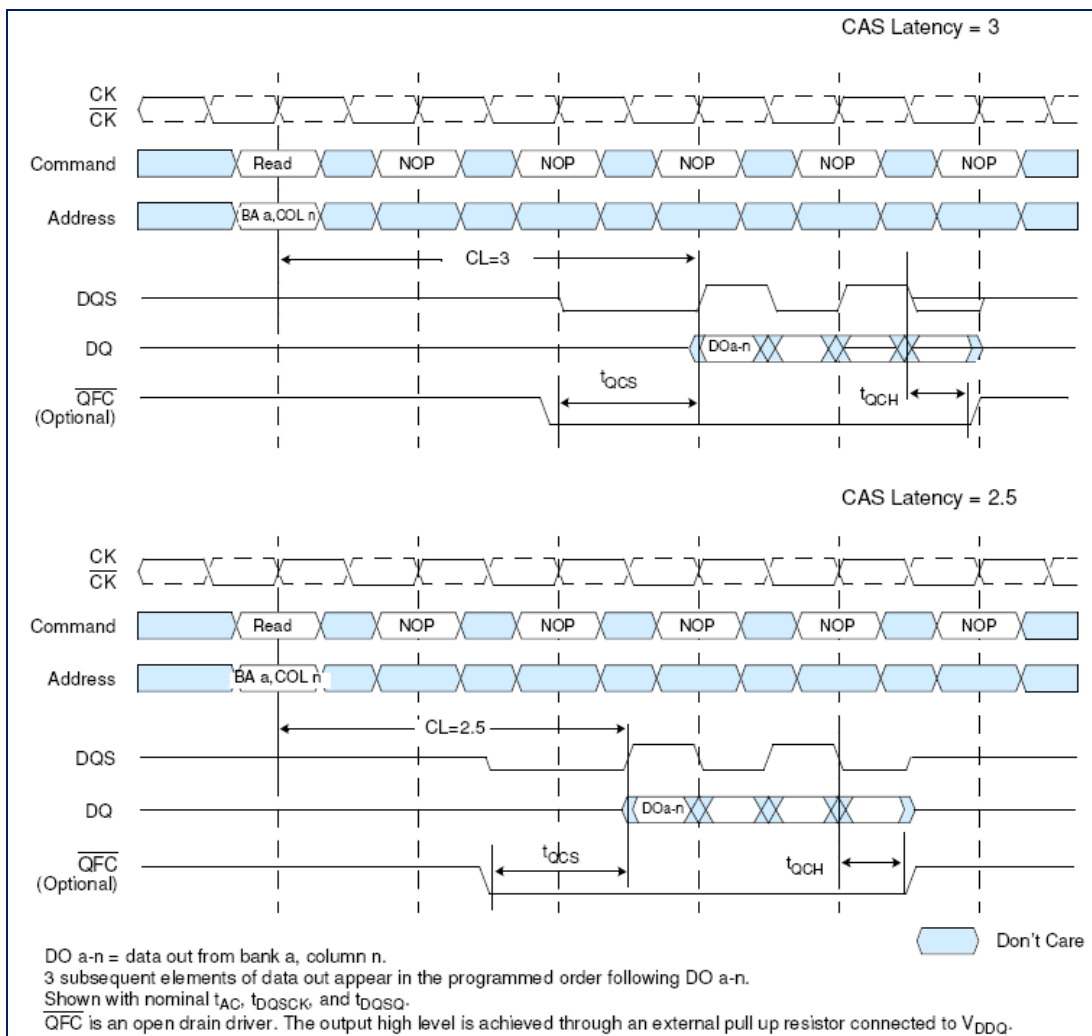 CAS Latency = 3
CK
CK
Command Read NOP NOP NOP NOP NOP
Address BA a,COL n
CL=3
DQS
DQ DOa-n
tQCS
tQCH
QFC
(Optional)
CAS Latency = 2.5
CK
CK
Command Read NOP NOP NOP NOP NOP
Address BA a,COL n
CL=2.5
DQS
DQ DOa-n
tQCS
tQCH
QFC
(Optional)
Don't Care
DO a-n = data out from bank a, column n.
3 subsequent elements of data out appear in the programmed order following DO a-n.
Shown with nominal tAC, tDQSCK, and tDQSQ.
QFC is an open drain driver. The output high level is achieved through an external pull up resistor connected to VDDQ.